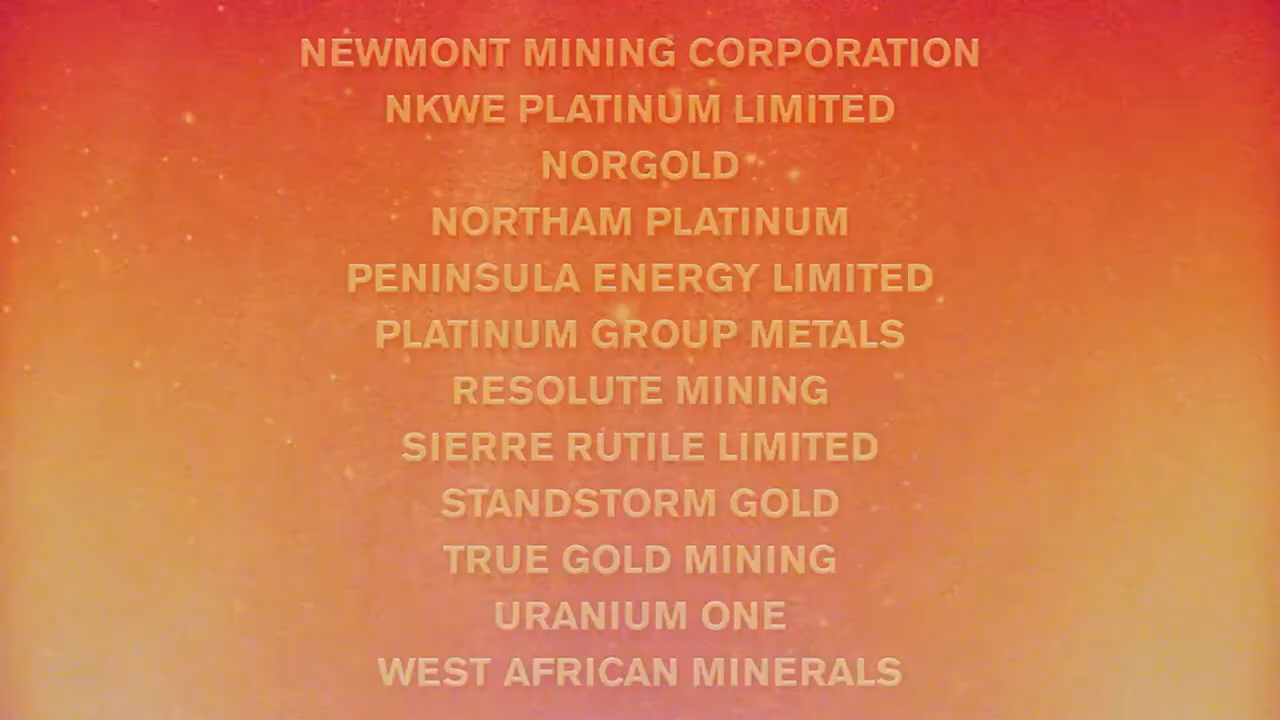 NEWMONT MINING CORPORATION
NKWE PLATINUM LIMITED
NORGOLD
NORTHAM PLATINUM
PENINSULA ENERGY LIMITED
PLATINUM GROUP METALS
RESOLUTE MINING
SIERRE RUTILE LIMITED
STANDSTORM GOLD
TRUE GOLD MINING
URANIUM ONE
WEST AFRICAN MINERALS